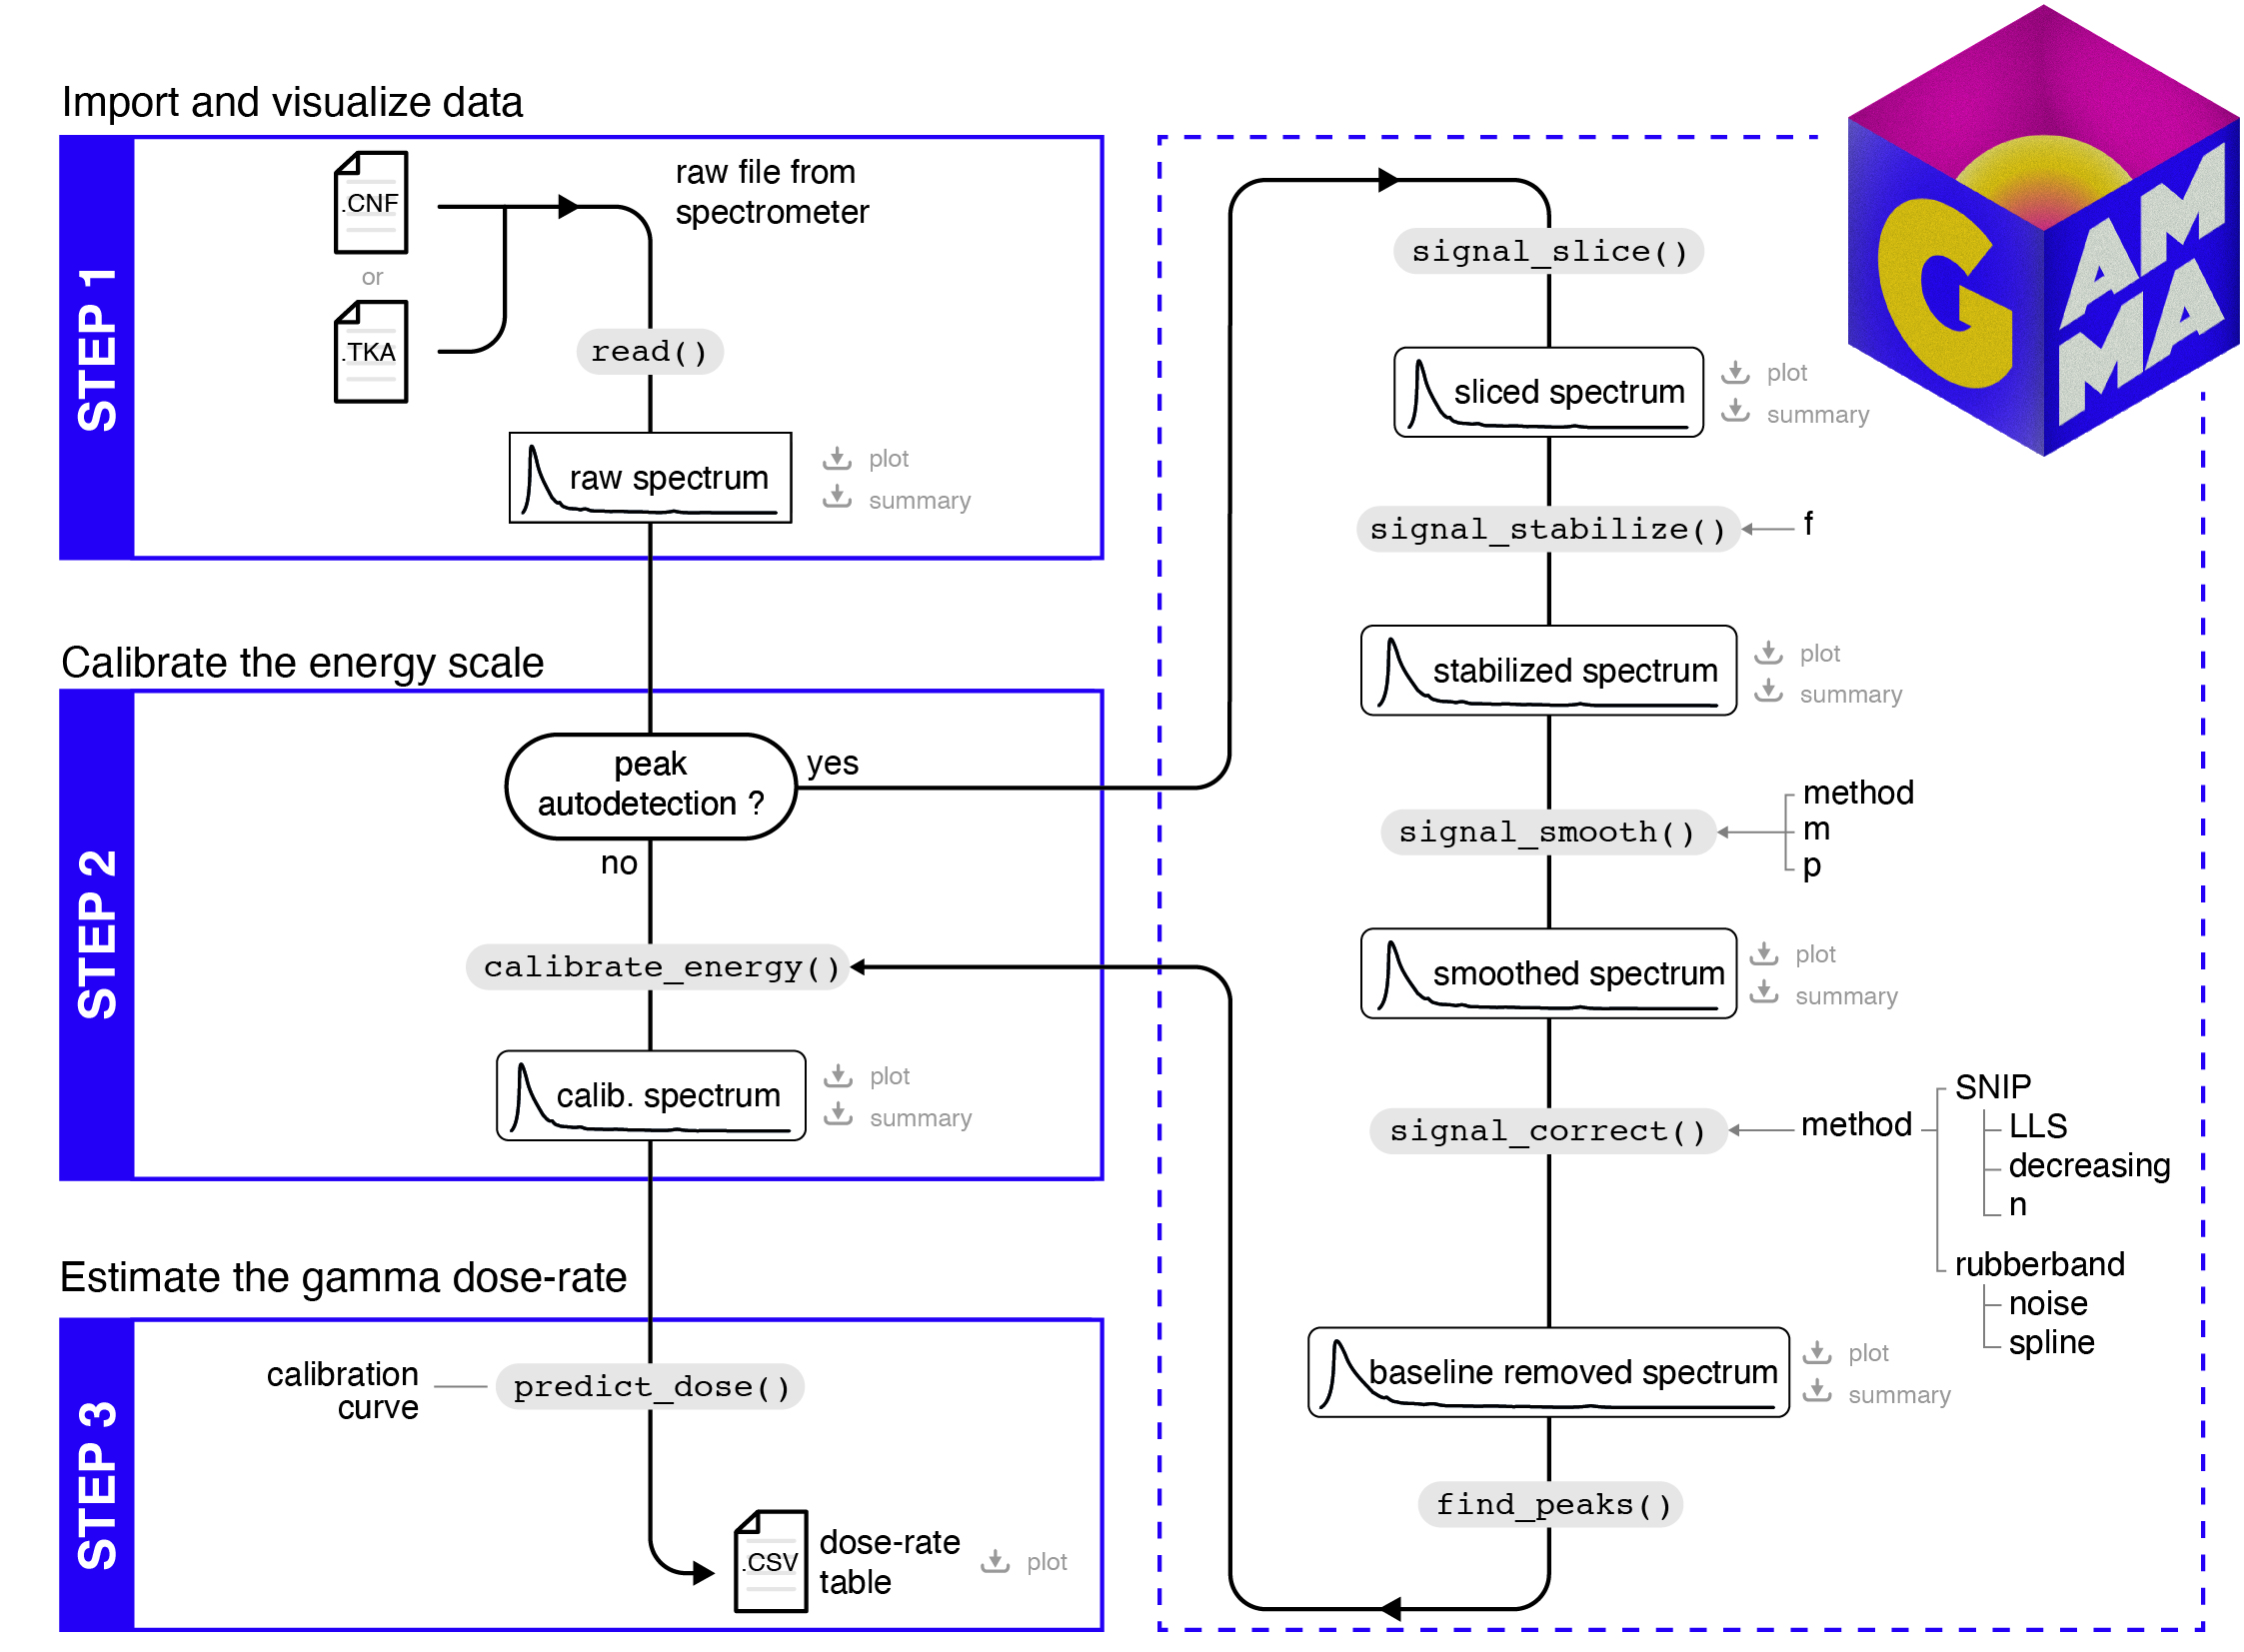 Import and visualize data
STEP 1
.CNF
or
.TKA
raw file from
spectrometer
read()
raw spectrum
plot
summary
Calibrate the energy scale
STEP 2
peak
autodetection ?
yes
no
calibrate_energy()
calib. spectrum
plot
summary
Estimate the gamma dose-rate
STEP 3
calibration
curve
predict_dose()
.CSV
dose-rate
table
plot
signal_slice()
sliced spectrum
plot
summary
signal_stabilize()
f
stabilized spectrum
plot
summary
signal_smooth()
method
m
p
smoothed spectrum
plot
summary
signal_correct()
method
SNIP
LLS
decreasing
n
rubberband
noise
spline
baseline removed spectrum
plot
summary
find_peaks()
G
AM
MA